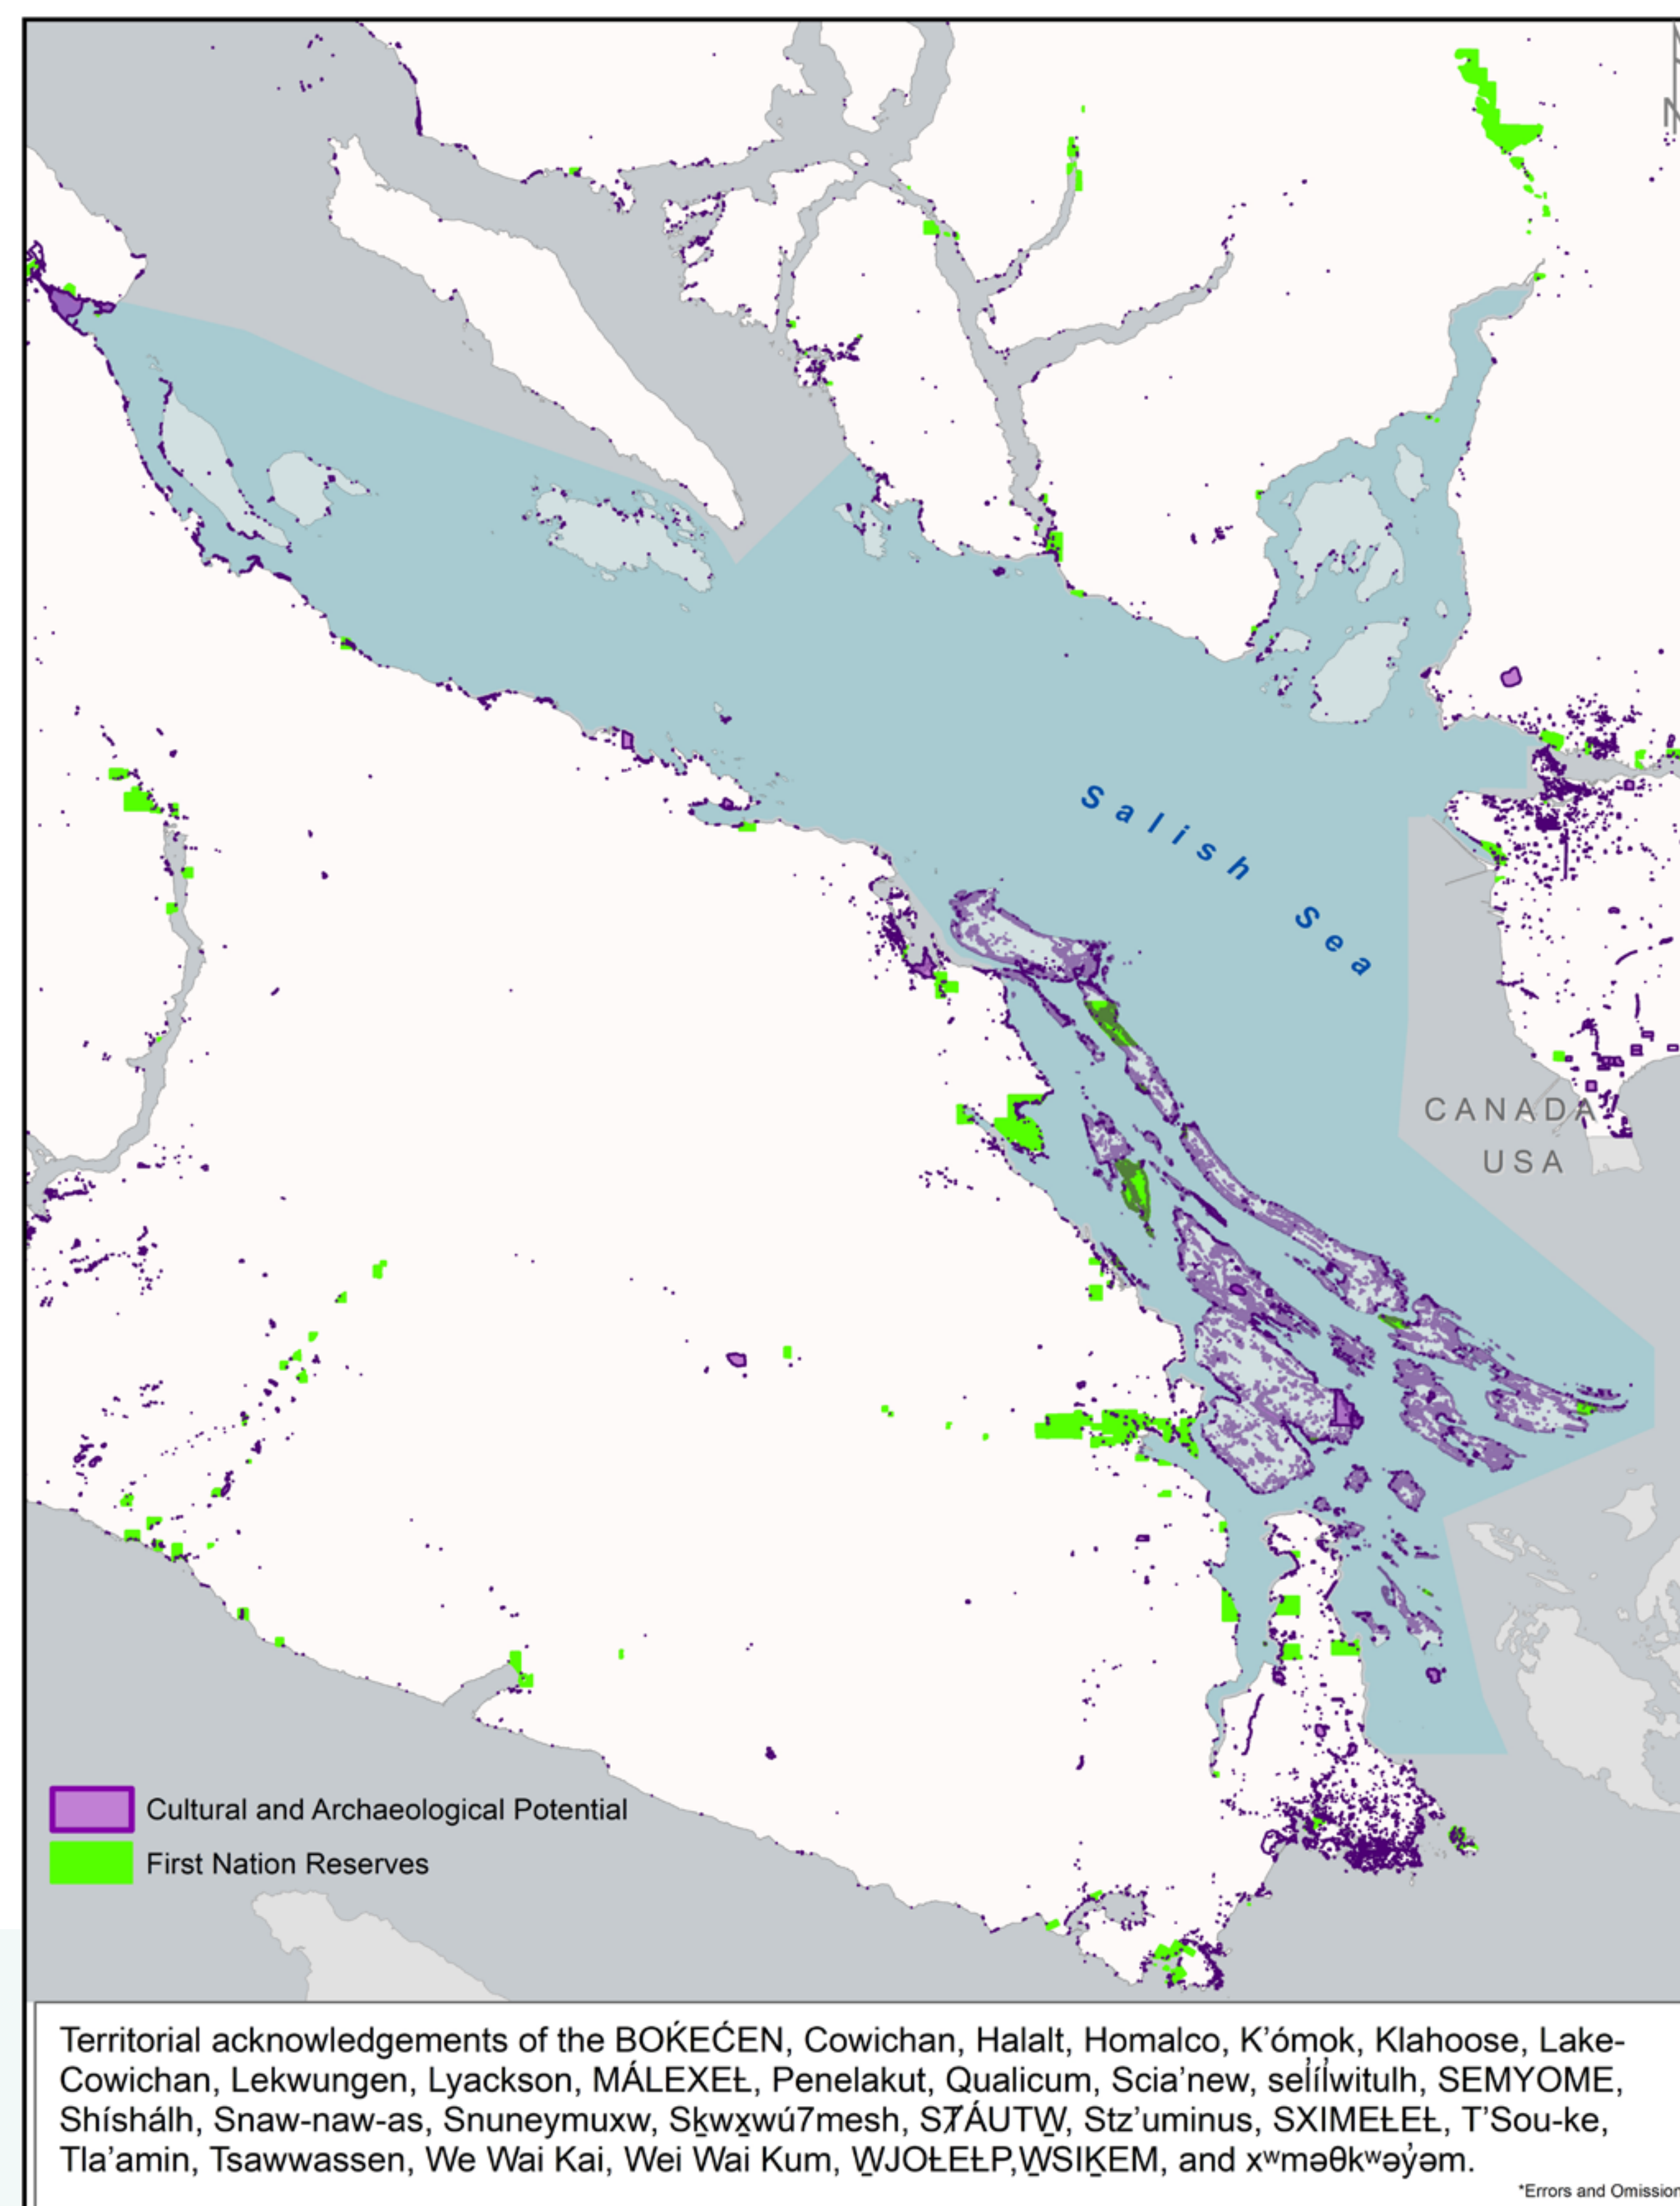 N
Salish Sea
CANADA
USA
Cultural and Archaeological Potential
First Nation Reserves
Territorial acknowledgements of the BOḰEĆEN, Cowichan, Halalt, Homalco, K’ómok, Klahoose, Lake-
Cowichan, Lekwungen, Lyackson, MÁLEXEŁ, Penelakut, Qualicum, Scia’new, sel̓íl̓witulh, SEMYOME,
Shíshálh, Snaw-naw-as, Snuneymuxw, Sḵwx̱wú7mesh, SȾÁUTW̱, Stz’uminus, SXIMEȽEȽ, T’Sou-ke,
Tla’amin, Tsawwassen, We Wai Kai, Wei Wai Kum, W̱JOȽEȽP,W̱SIḴEM, and xʷməθkʷəy̓əm.
*Errors and Omission